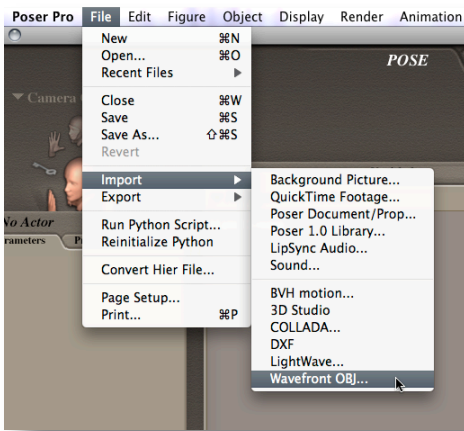 Poser Pro File Edit Figure Object Display Render Animation
New ⌘N
Open... ⌘O
Recent Files ▶
POSE
Camera
Close ⌘W
Save ⌘S
Save As... ⇧⌘S
Revert
Import ▶
Export ▶
Run Python Script...
Reinitialize Python
Convert Hier File...
Page Setup...
Print... ⌘P
No Actor
rameters
Background Picture...
QuickTime Footage...
Poser Document/Prop...
Poser 1.0 Library...
LipSync Audio...
Sound...
BVH motion...
3D Studio
COLLADA...
DXF
LightWave...
Wavefront OBJ...